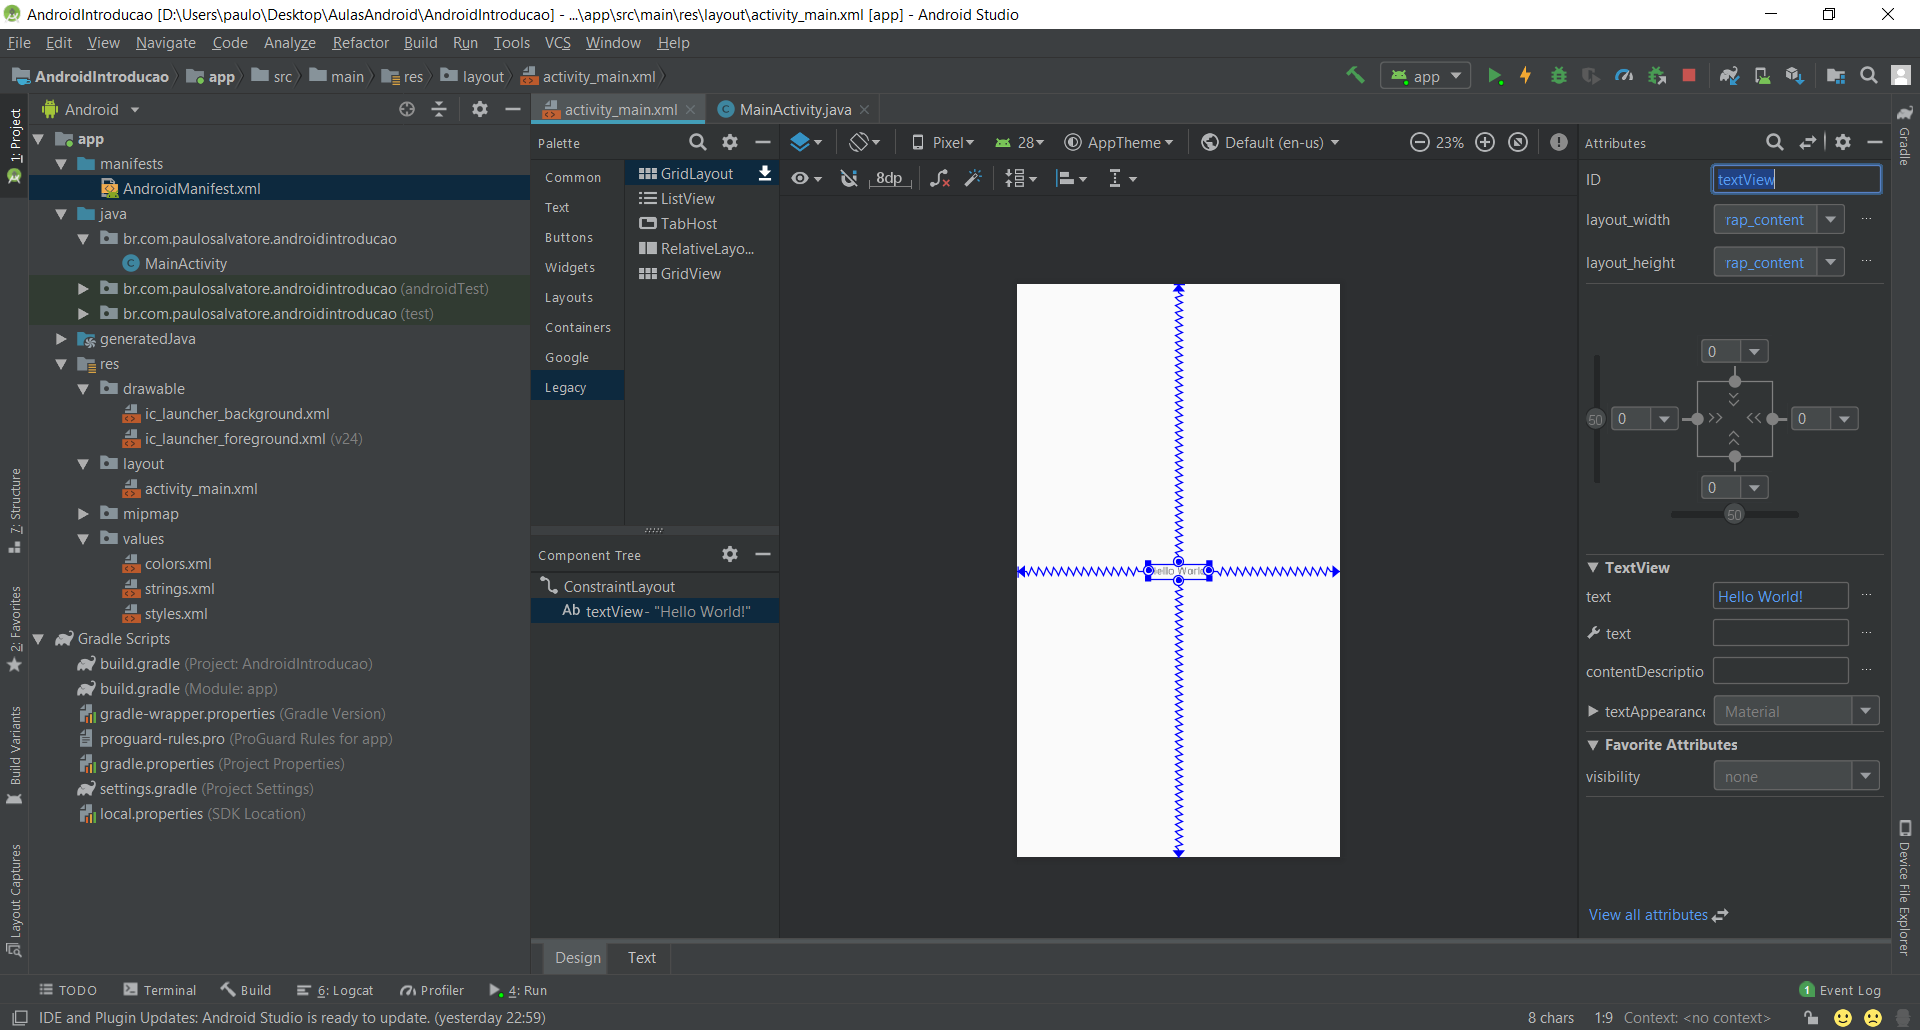 AndroidIntroducao [D:\Users\paulo\Desktop\AulasAndroid\AndroidIntroducao] - ...\app\src\main\res\layout\activity_main.xml [app] - Android Studio
File Edit View Navigate Code Analyze Refactor Build Run Tools VCS Window Help
AndroidIntroducao app src main res layout activity_main.xml app
1: Project
7: Structure
2: Favorites
Build Variants
Layout Captures
Android
app
manifests
AndroidManifest.xml
java
br.com.paulosalvatore.androidintroducao
MainActivity
br.com.paulosalvatore.androidintroducao (androidTest)
br.com.paulosalvatore.androidintroducao (test)
generatedJava
res
drawable
ic_launcher_background.xml
ic_launcher_foreground.xml (v24)
layout
activity_main.xml
mipmap
values
colors.xml
strings.xml
styles.xml
Gradle Scripts
build.gradle (Project: AndroidIntroducao)
build.gradle (Module: app)
gradle-wrapper.properties (Gradle Version)
proguard-rules.pro (ProGuard Rules for app)
gradle.properties (Project Properties)
settings.gradle (Project Settings)
local.properties (SDK Location)
activity_main.xml MainActivity.java
Palette
Common
Text
Buttons
Widgets
Layouts
Containers
Google
Legacy
GridLayout
ListView
TabHost
RelativeLayo...
GridView
Component Tree
ConstraintLayout
Ab textView- "Hello World!"
Pixel 28 AppTheme Default (en-us) 23%
8dp
Hello World
Design Text
Attributes
ID textView
layout_width rap_content ...
layout_height rap_content ...
0
50 0 0
0
50
TextView
text Hello World! ...
text ...
contentDescriptio ...
textAppearance Material
Favorite Attributes
visibility none
View all attributes
Gradle
Device File Explorer
TODO Terminal Build 6: Logcat Profiler 4: Run 1 Event Log
IDE and Plugin Updates: Android Studio is ready to update. (yesterday 22:59) 8 chars 1:9 Context: <no context>